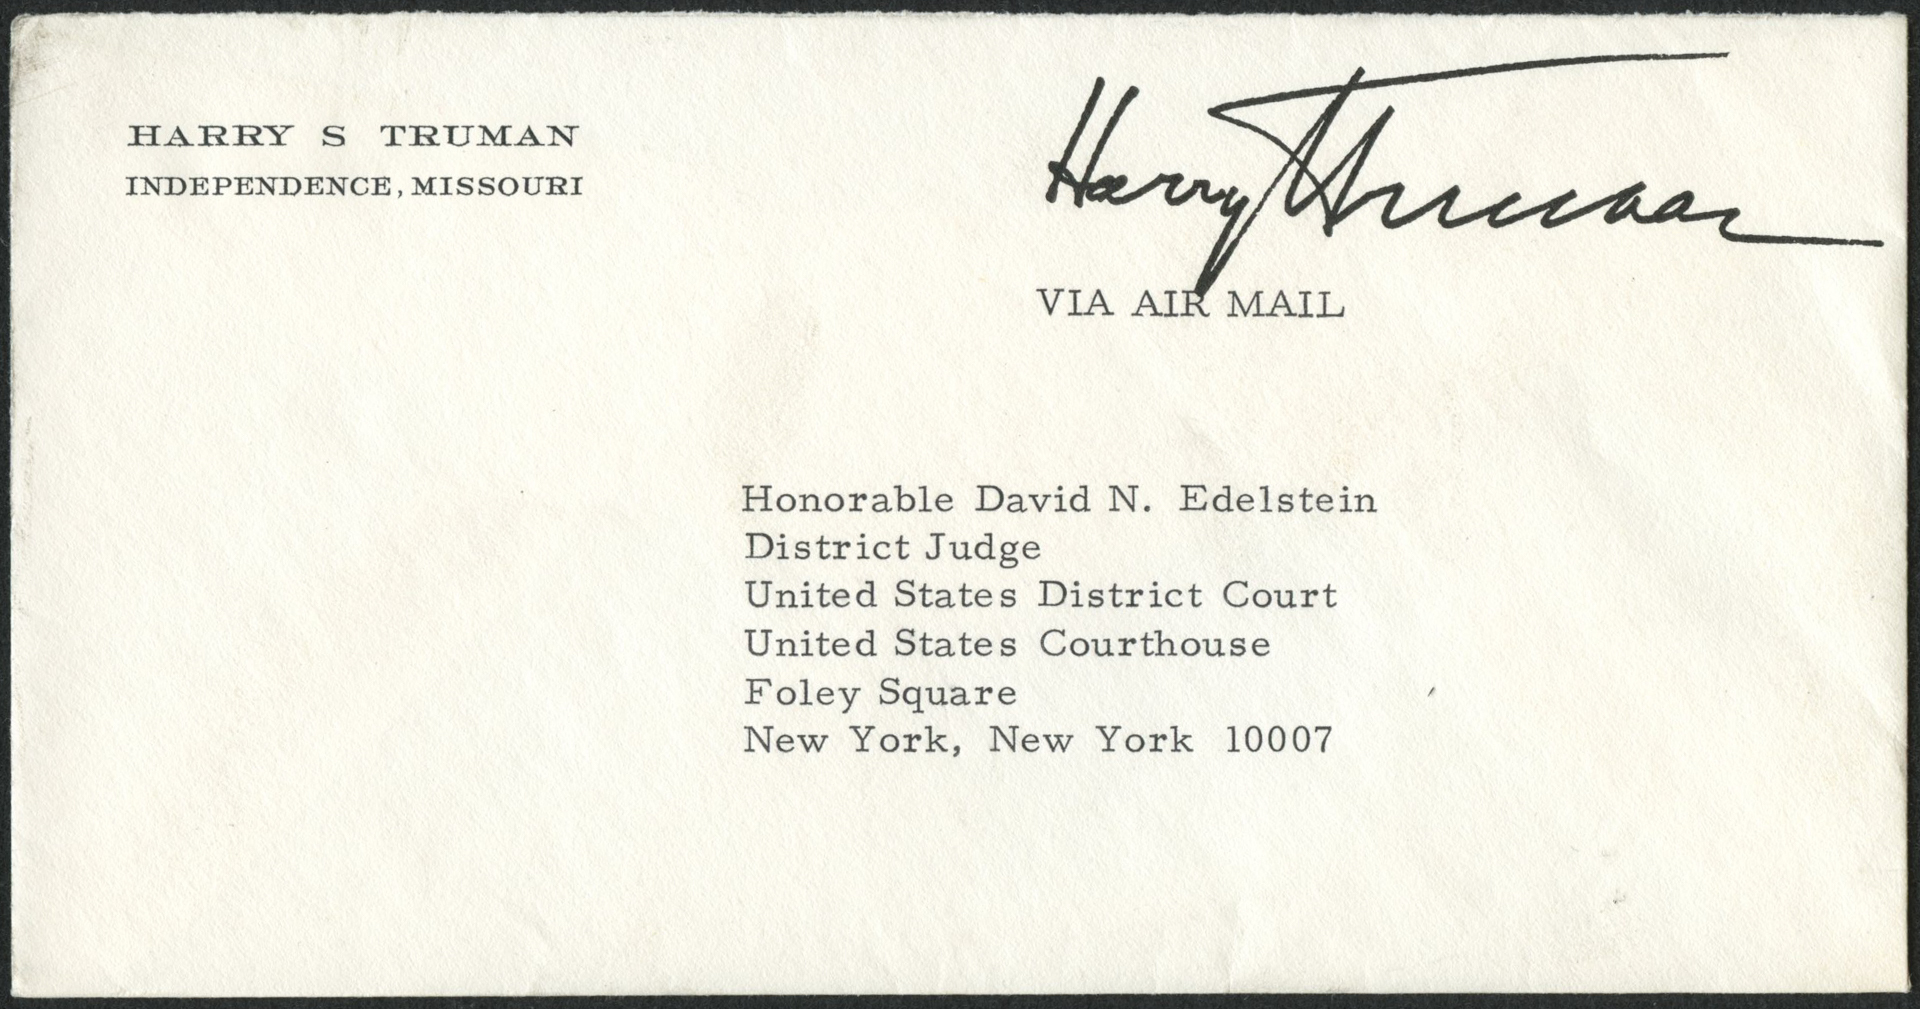 HARRY S TRUMAN
INDEPENDENCE, MISSOURI
Harry Truman
VIA AIR MAIL
Honorable David N. Edelstein
District Judge
United States District Court
United States Courthouse
Foley Square
New York, New York 10007